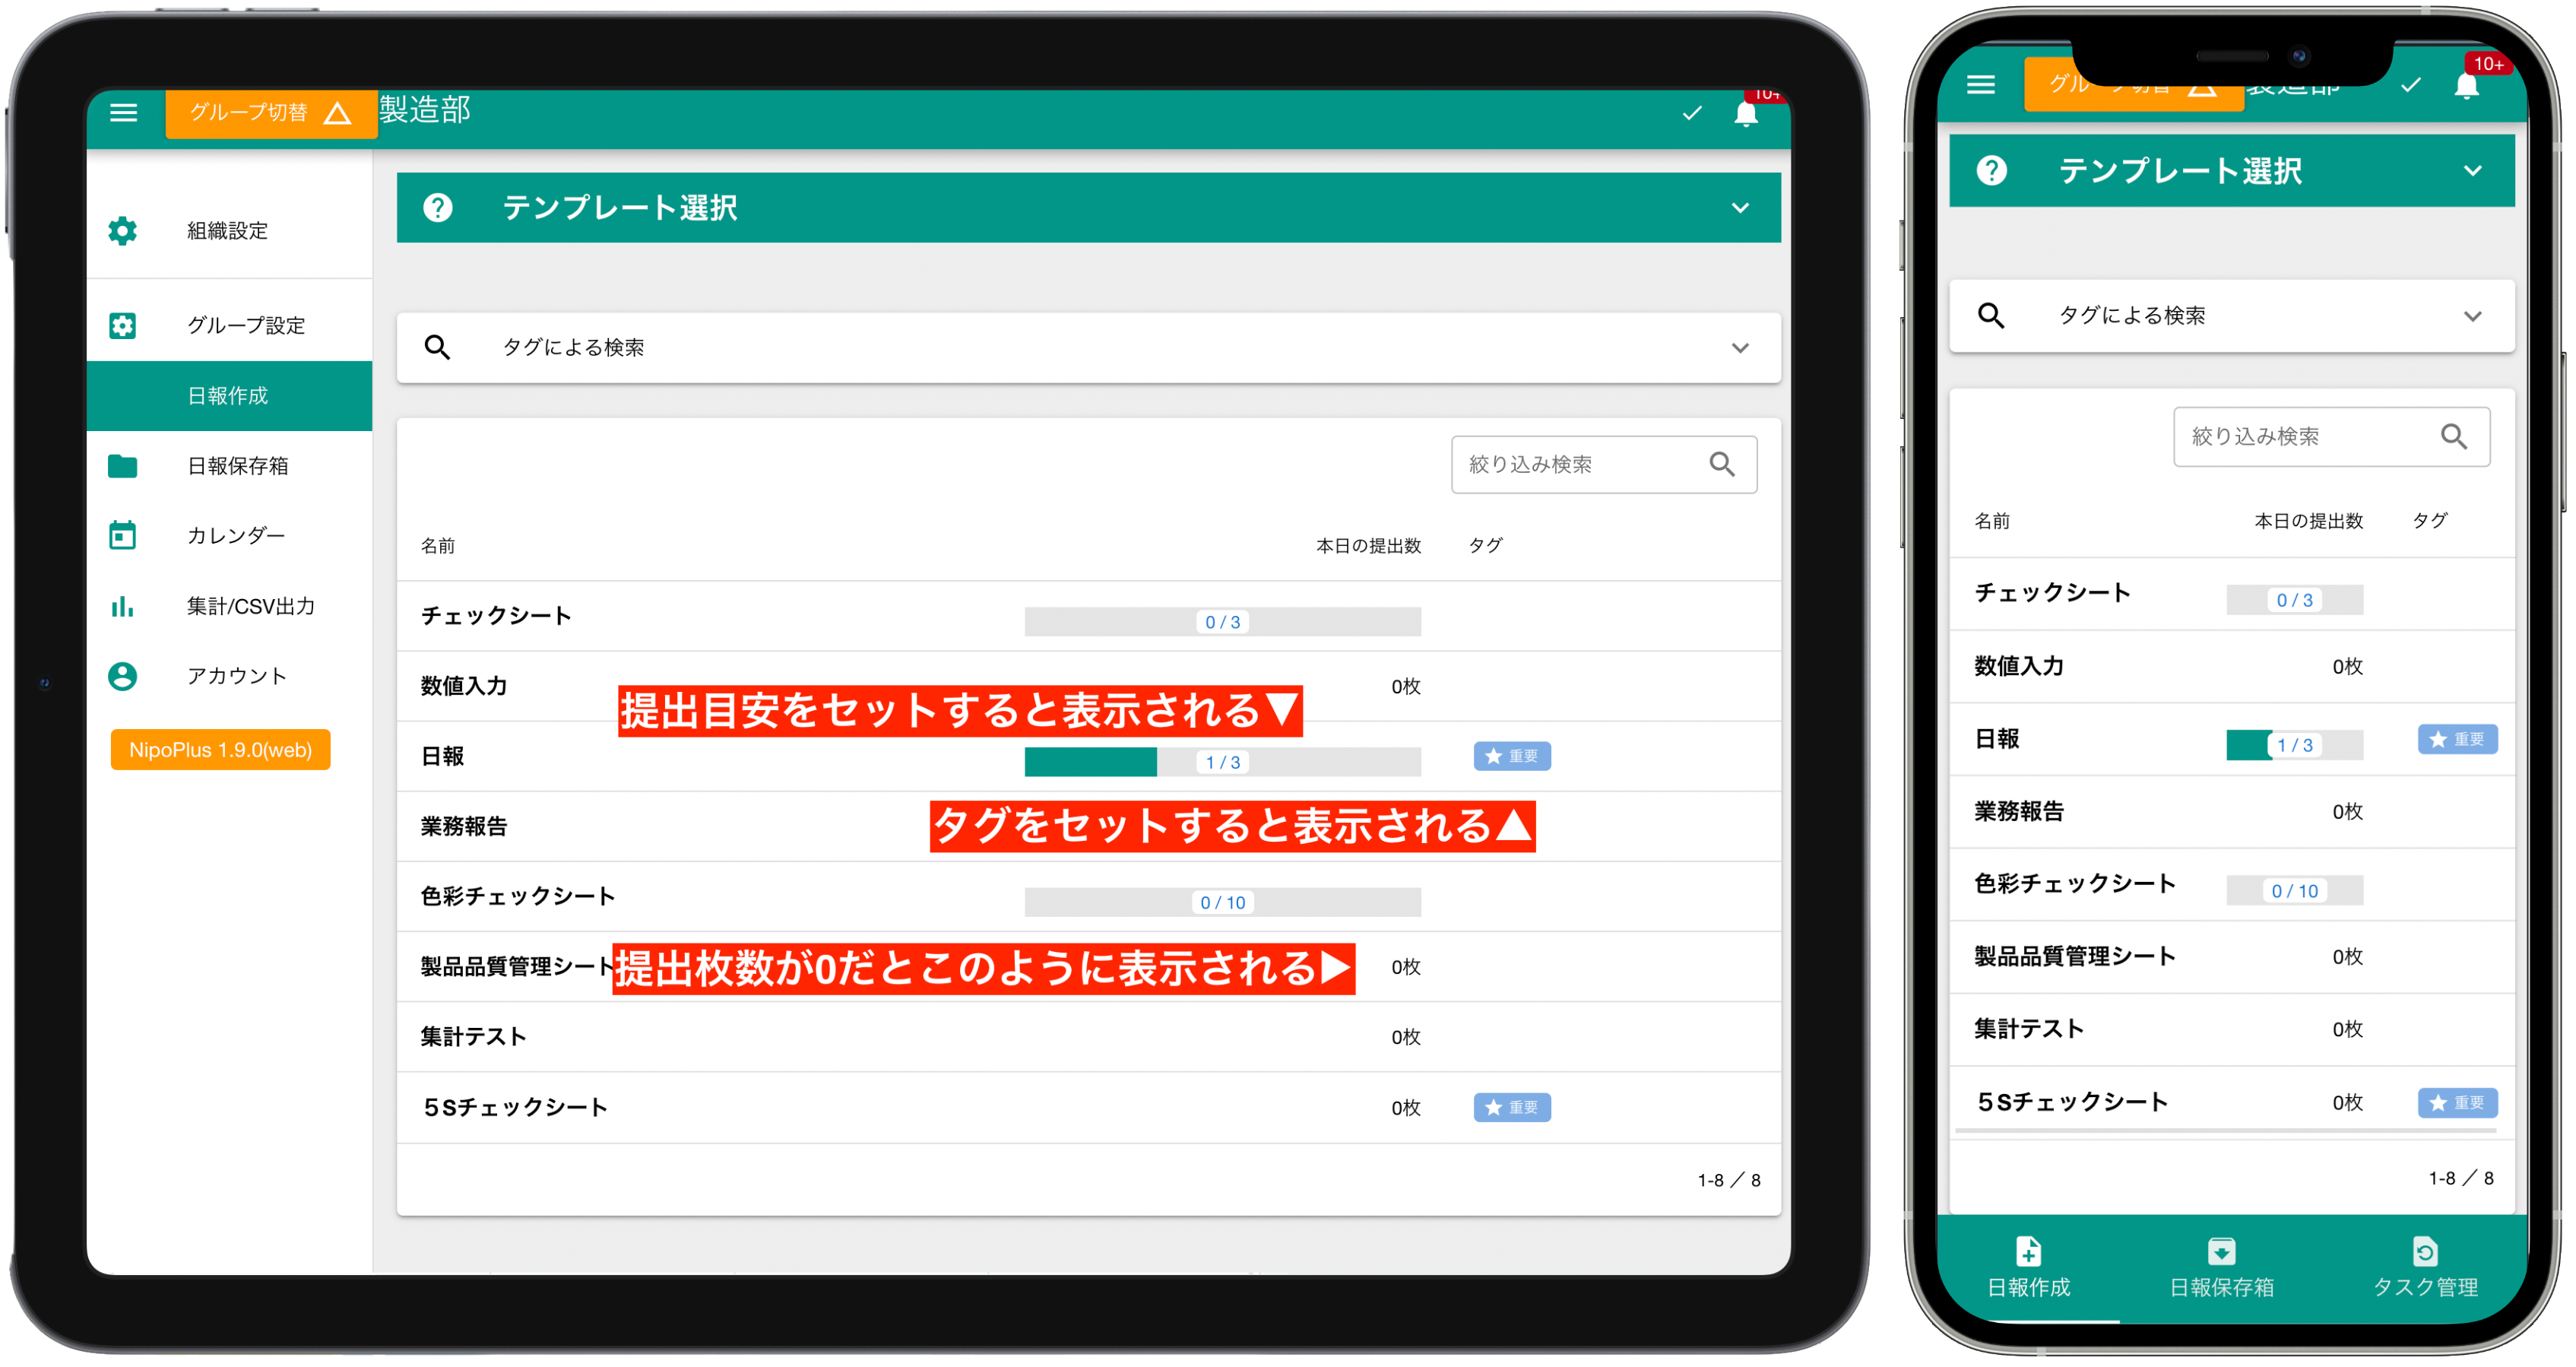 グループ切替 製造部
10+
組織設定
グループ設定
日報作成
日報保存箱
カレンダー
集計/CSV出力
アカウント
NipoPlus 1.9.0(web)
テンプレート選択
タグによる検索
絞り込み検索
名前 本日の提出数 タグ
チェックシート 0 / 3
数値入力 0枚
提出目安をセットすると表示される▼
日報 1 / 3 重要
業務報告 タグをセットすると表示される▲
色彩チェックシート 0 / 10
製品品質管理シート 提出枚数が0だとこのように表示される▶ 0枚
集計テスト 0枚
5Sチェックシート 0枚 重要
1-8 / 8
グループ切替 製造部
10+
テンプレート選択
タグによる検索
絞り込み検索
名前 本日の提出数 タグ
チェックシート 0 / 3
数値入力 0枚
日報 1 / 3 重要
業務報告 0枚
色彩チェックシート 0 / 10
製品品質管理シート 0枚
集計テスト 0枚
5Sチェックシート 0枚 重要
1-8 / 8
日報作成 日報保存箱 タスク管理